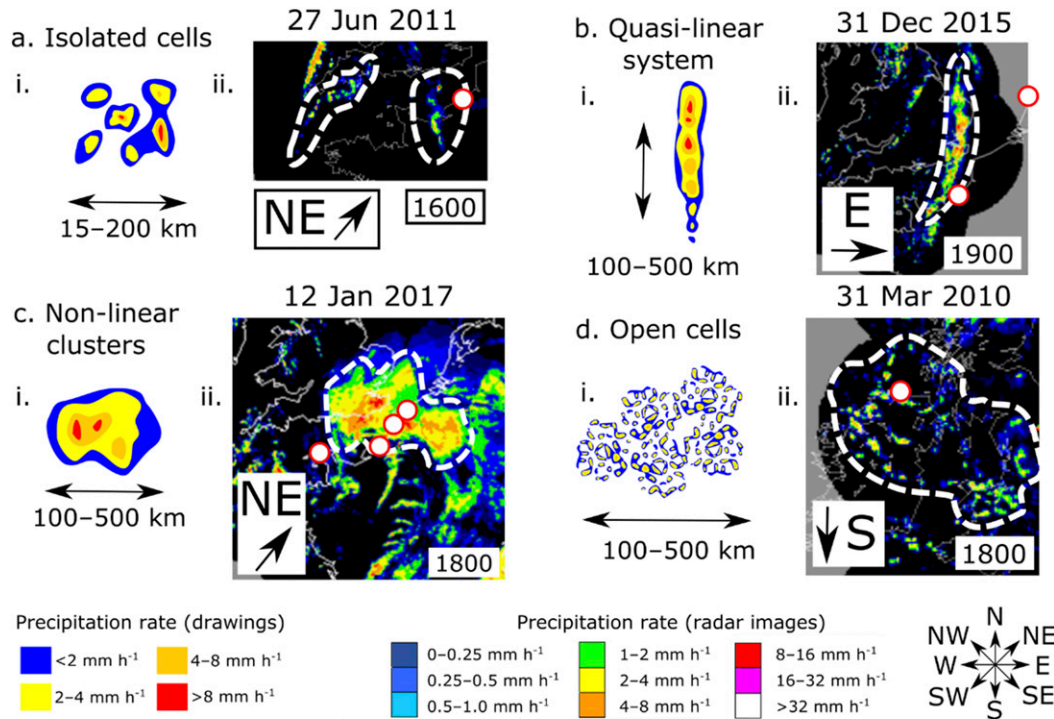 a. Isolated cells
i.
15–200 km
27 Jun 2011
ii.
NE
1600
b. Quasi-linear
system
i.
100–500 km
31 Dec 2015
ii.
E
1900
c. Non-linear
clusters
i.
100–500 km
12 Jan 2017
ii.
NE
1800
d. Open cells
i.
100–500 km
31 Mar 2010
ii.
S
1800
Precipitation rate (drawings)
<2 mm h⁻¹
2–4 mm h⁻¹
4–8 mm h⁻¹
>8 mm h⁻¹
Precipitation rate (radar images)
0–0.25 mm h⁻¹
0.25–0.5 mm h⁻¹
0.5–1.0 mm h⁻¹
1–2 mm h⁻¹
2–4 mm h⁻¹
4–8 mm h⁻¹
8–16 mm h⁻¹
16–32 mm h⁻¹
>32 mm h⁻¹
N
NW NE
W E
SW SE
S